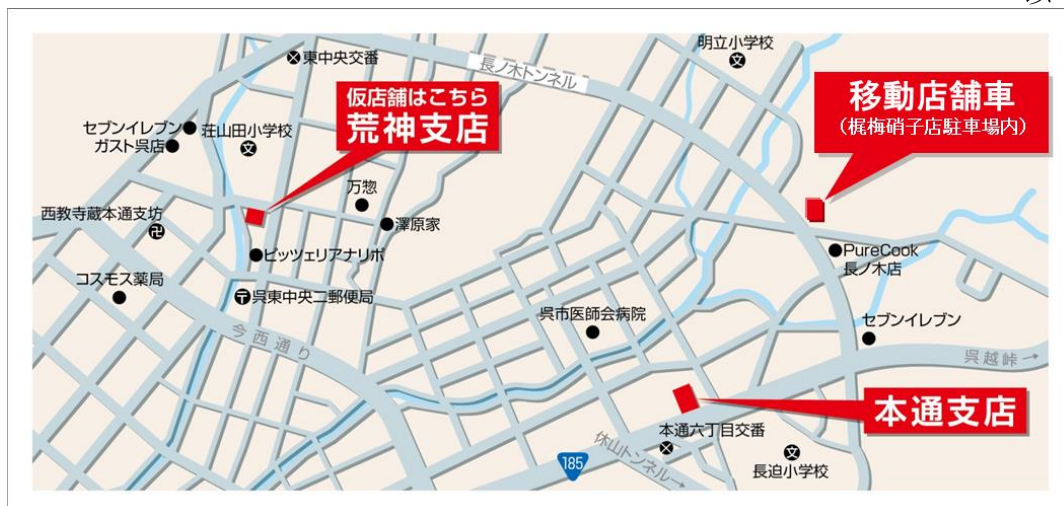 明立小学校
東中央交番
長ノ木トンネル
仮店舗はこちら
荒神支店
移動店舗車
(梶梅硝子店駐車場内)
セブンイレブン
ガスト呉店
荘山田小学校
万惣
西教寺蔵本通支坊
澤原家
ピッツェリアナリポ
PureCook
長ノ木店
コスモス薬局
呉東中央二郵便局
呉市医師会病院
セブンイレブン
今西通り
呉越峠→
本通支店
本通六丁目交番
休山トンネル→
185
長迫小学校